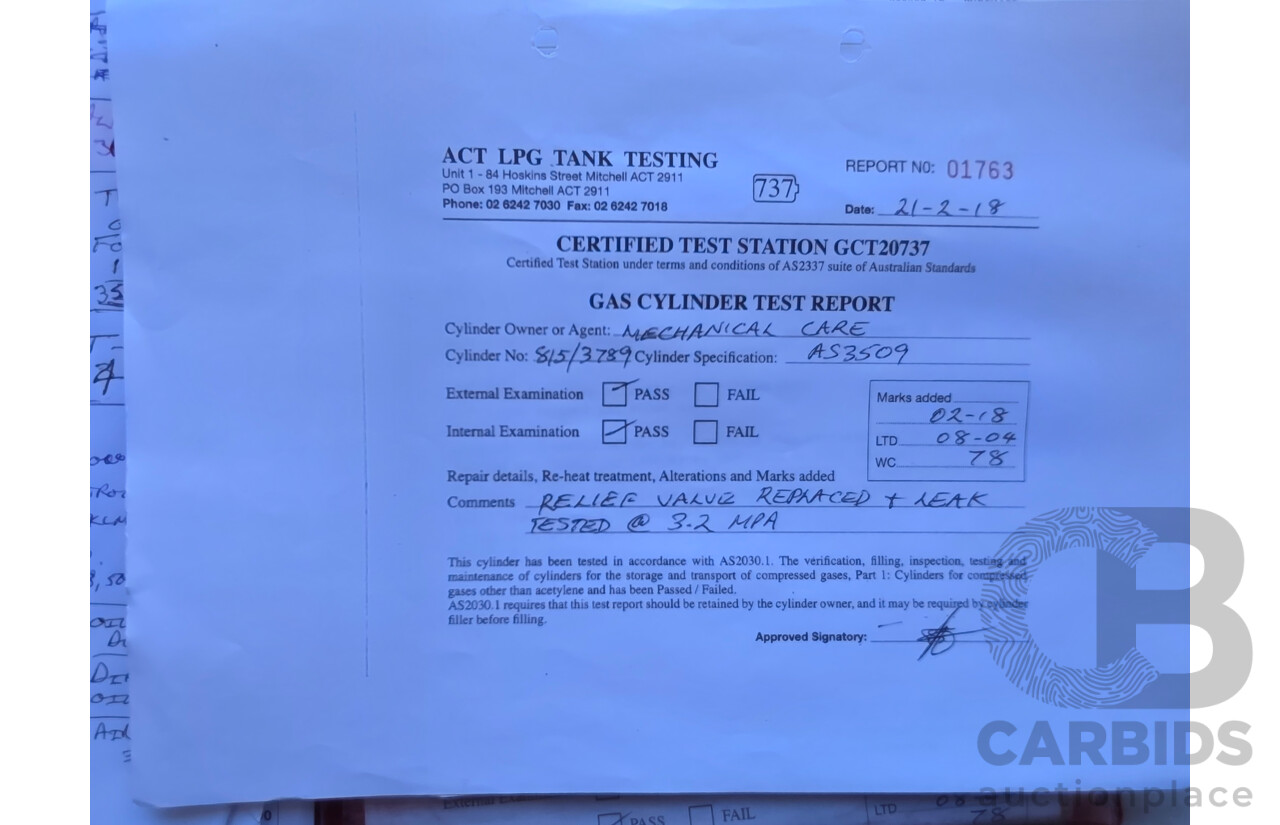 ACT LPG TANK TESTING
Unit 1 - 84 Hoskins Street Mitchell ACT 2911
PO Box 193 Mitchell ACT 2911
Phone: 02 6242 7030 Fax: 02 6242 7018
737
REPORT NO: 01763
Date: 21-2-18
CERTIFIED TEST STATION GCT20737
Certified Test Station under terms and conditions of AS2337 suite of Australian Standards
GAS CYLINDER TEST REPORT
Cylinder Owner or Agent: MECHANICAL CARE
Cylinder No: 815/3789 Cylinder Specification: AS3509
External Examination PASS FAIL
Internal Examination PASS FAIL
Marks added
02-18
LTD 08-04
WC 78
Repair details, Re-heat treatment, Alterations and Marks added
Comments RELIEF VALVE REPLACED + LEAK
TESTED @ 3.2 MPA
This cylinder has been tested in accordance with AS2030.1. The verification, filling, inspection, testing and
maintenance of cylinders for the storage and transport of compressed gases, Part 1: Cylinders for compressed
gases other than acetylene and has been Passed / Failed.
AS2030.1 requires that this test report should be retained by the cylinder owner, and it may be required by cylinder
filler before filling.
Approved Signatory:
CB
CARBIDS
auctionplace
PASS FAIL
LTD
78